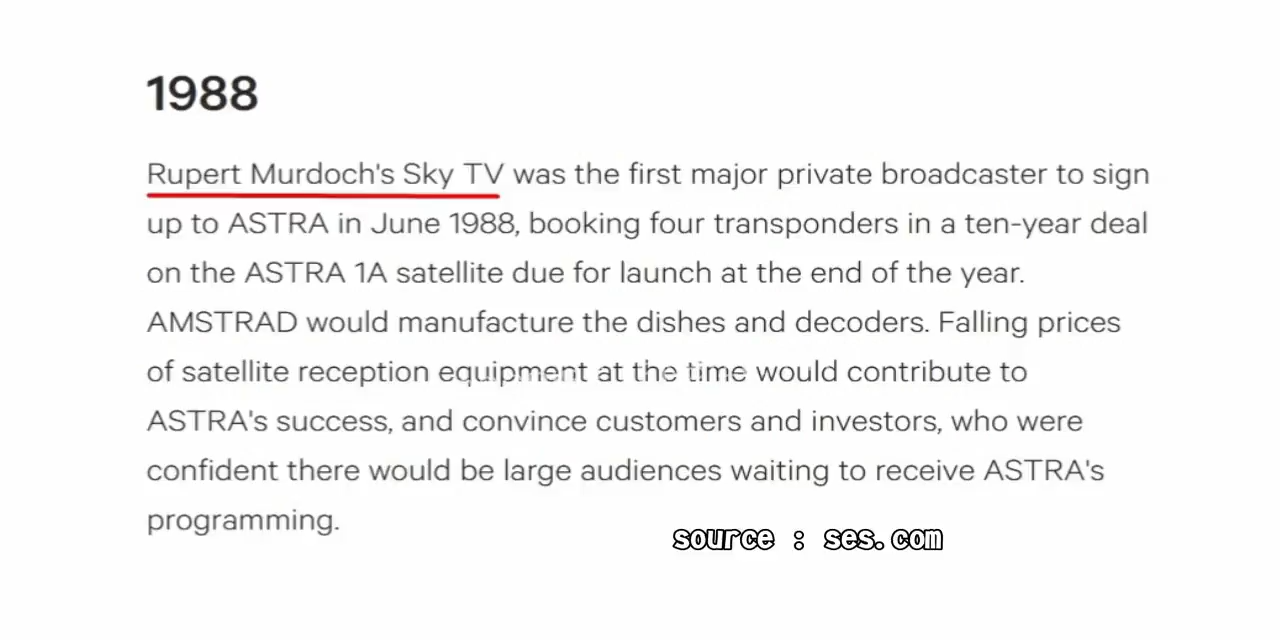 1988
Rupert Murdoch's Sky TV was the first major private broadcaster to sign
up to ASTRA in June 1988, booking four transponders in a ten-year deal
on the ASTRA 1A satellite due for launch at the end of the year.
AMSTRAD would manufacture the dishes and decoders. Falling prices
of satellite reception equipment at the time would contribute to
ASTRA's success, and convince customers and investors, who were
confident there would be large audiences waiting to receive ASTRA's
programming.
source : ses.com